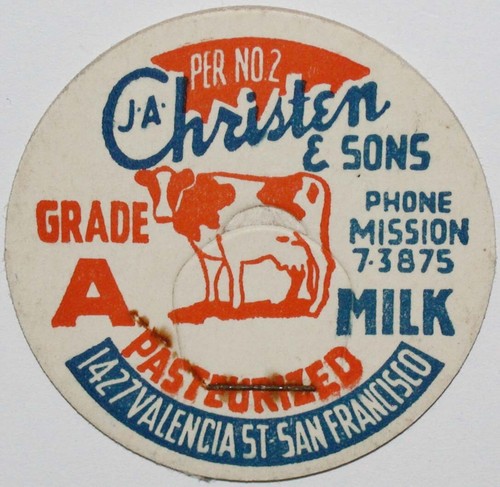 PER NO.2
J.A. Christen
& SONS
GRADE
A
PHONE
MISSION
7-3875
MILK
PASTEURIZED
1427 VALENCIA ST-SAN FRANCISCO